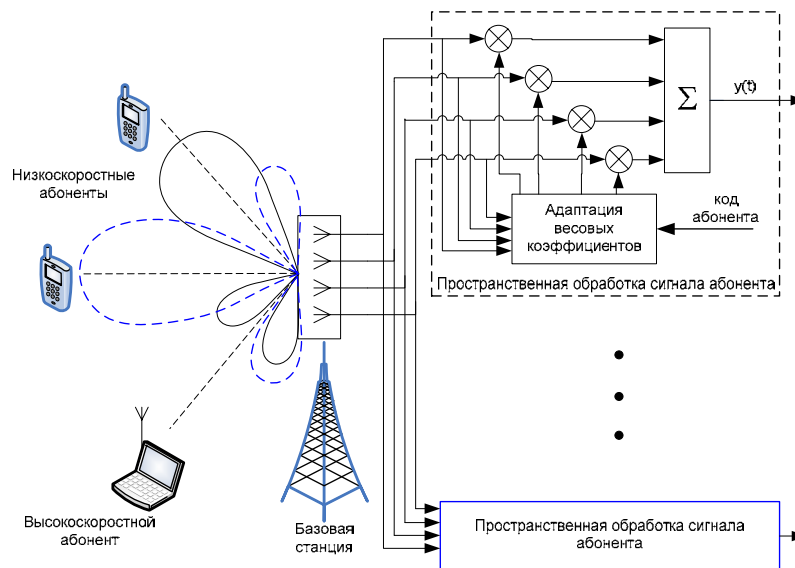 Низкоскоростные
абоненты
Высокоскоростной
абонент
Базовая
станция
Σ
y(t)
Адаптация
весовых
коэффициентов
код
абонента
Пространственная обработка сигнала абонента
Пространственная обработка сигнала
абонента